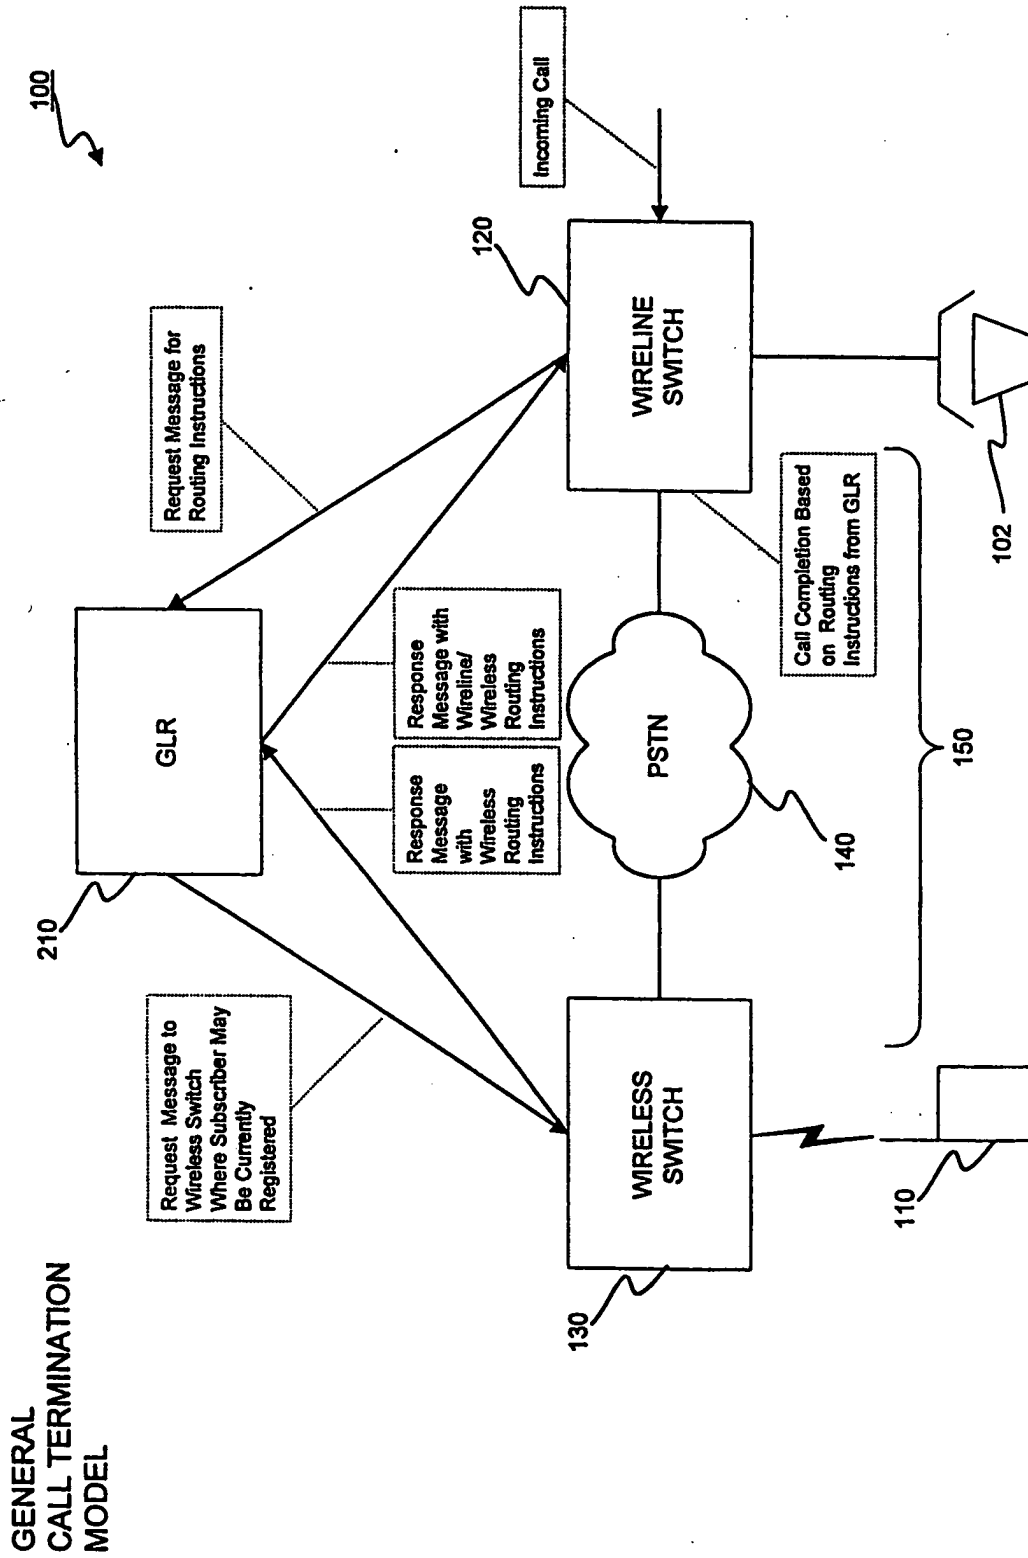 GENERAL
CALL TERMINATION
MODEL
100
Request Message to
Wireless Switch
Where Subscriber May
Be Currently
Registered
210
GLR
Request Message for
Routing Instructions
Response
Message
with
Wireless
Routing
Instructions
Response
Message with
Wireline/
Wireless
Routing
Instructions
120
Incoming Call
130
WIRELESS
SWITCH
PSTN
140
WIRELINE
SWITCH
Call Completion Based
on Routing
Instructions from GLR
150
110
102